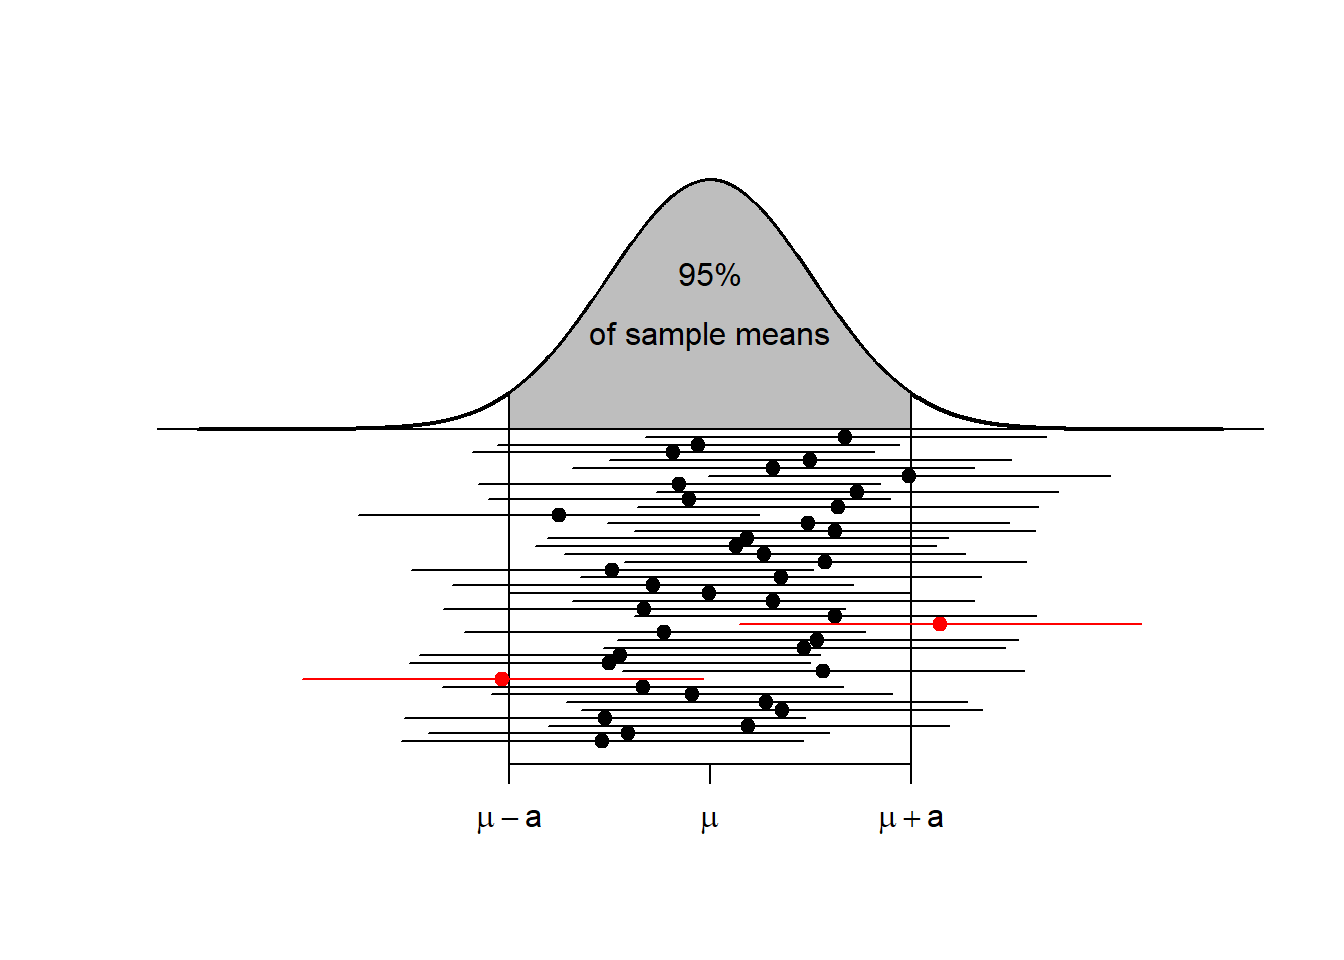 95%
of sample means
μ − a
μ
μ + a